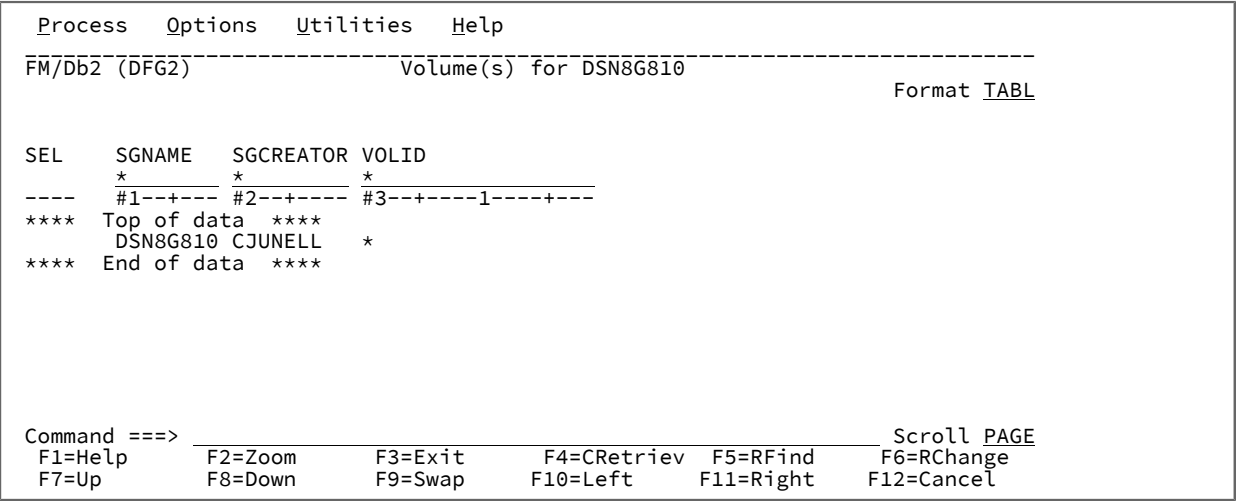 Process   Options   Utilities   Help
FM/Db2 (DFG2)                Volume(s) for DSN8G810
Format TABL
SEL    SGNAME   SGCREATOR VOLID
       *        *         *
----   #1--+--- #2--+---- #3--+----1----+---
****  Top of data  ****
       DSN8G810 CJUNELL   *
****  End of data  ****
Command ===>                                                        Scroll PAGE
F1=Help      F2=Zoom      F3=Exit      F4=CRetriev  F5=RFind     F6=RChange
F7=Up        F8=Down      F9=Swap     F10=Left     F11=Right    F12=Cancel